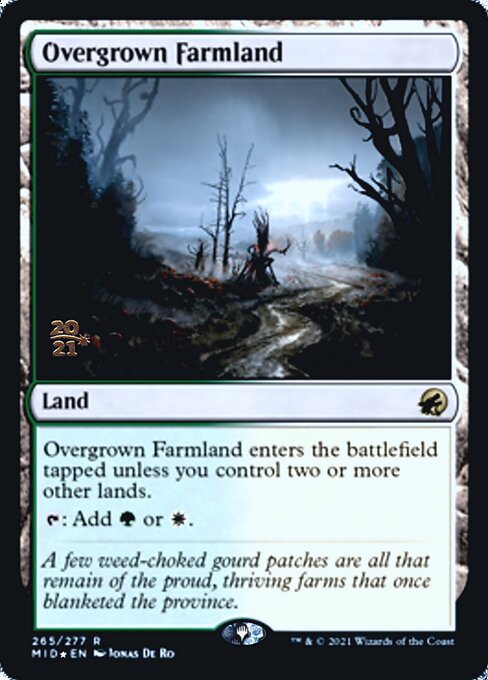 Overgrown Farmland
20
21
Land
Overgrown Farmland enters the battlefield
tapped unless you control two or more
other lands.
: Add or .
A few weed-choked gourd patches are all that
remain of the proud, thriving farms that once
blanketed the province.
265/277 R
MID★EN Jonas De Ro
™ & © 2021 Wizards of the Coast